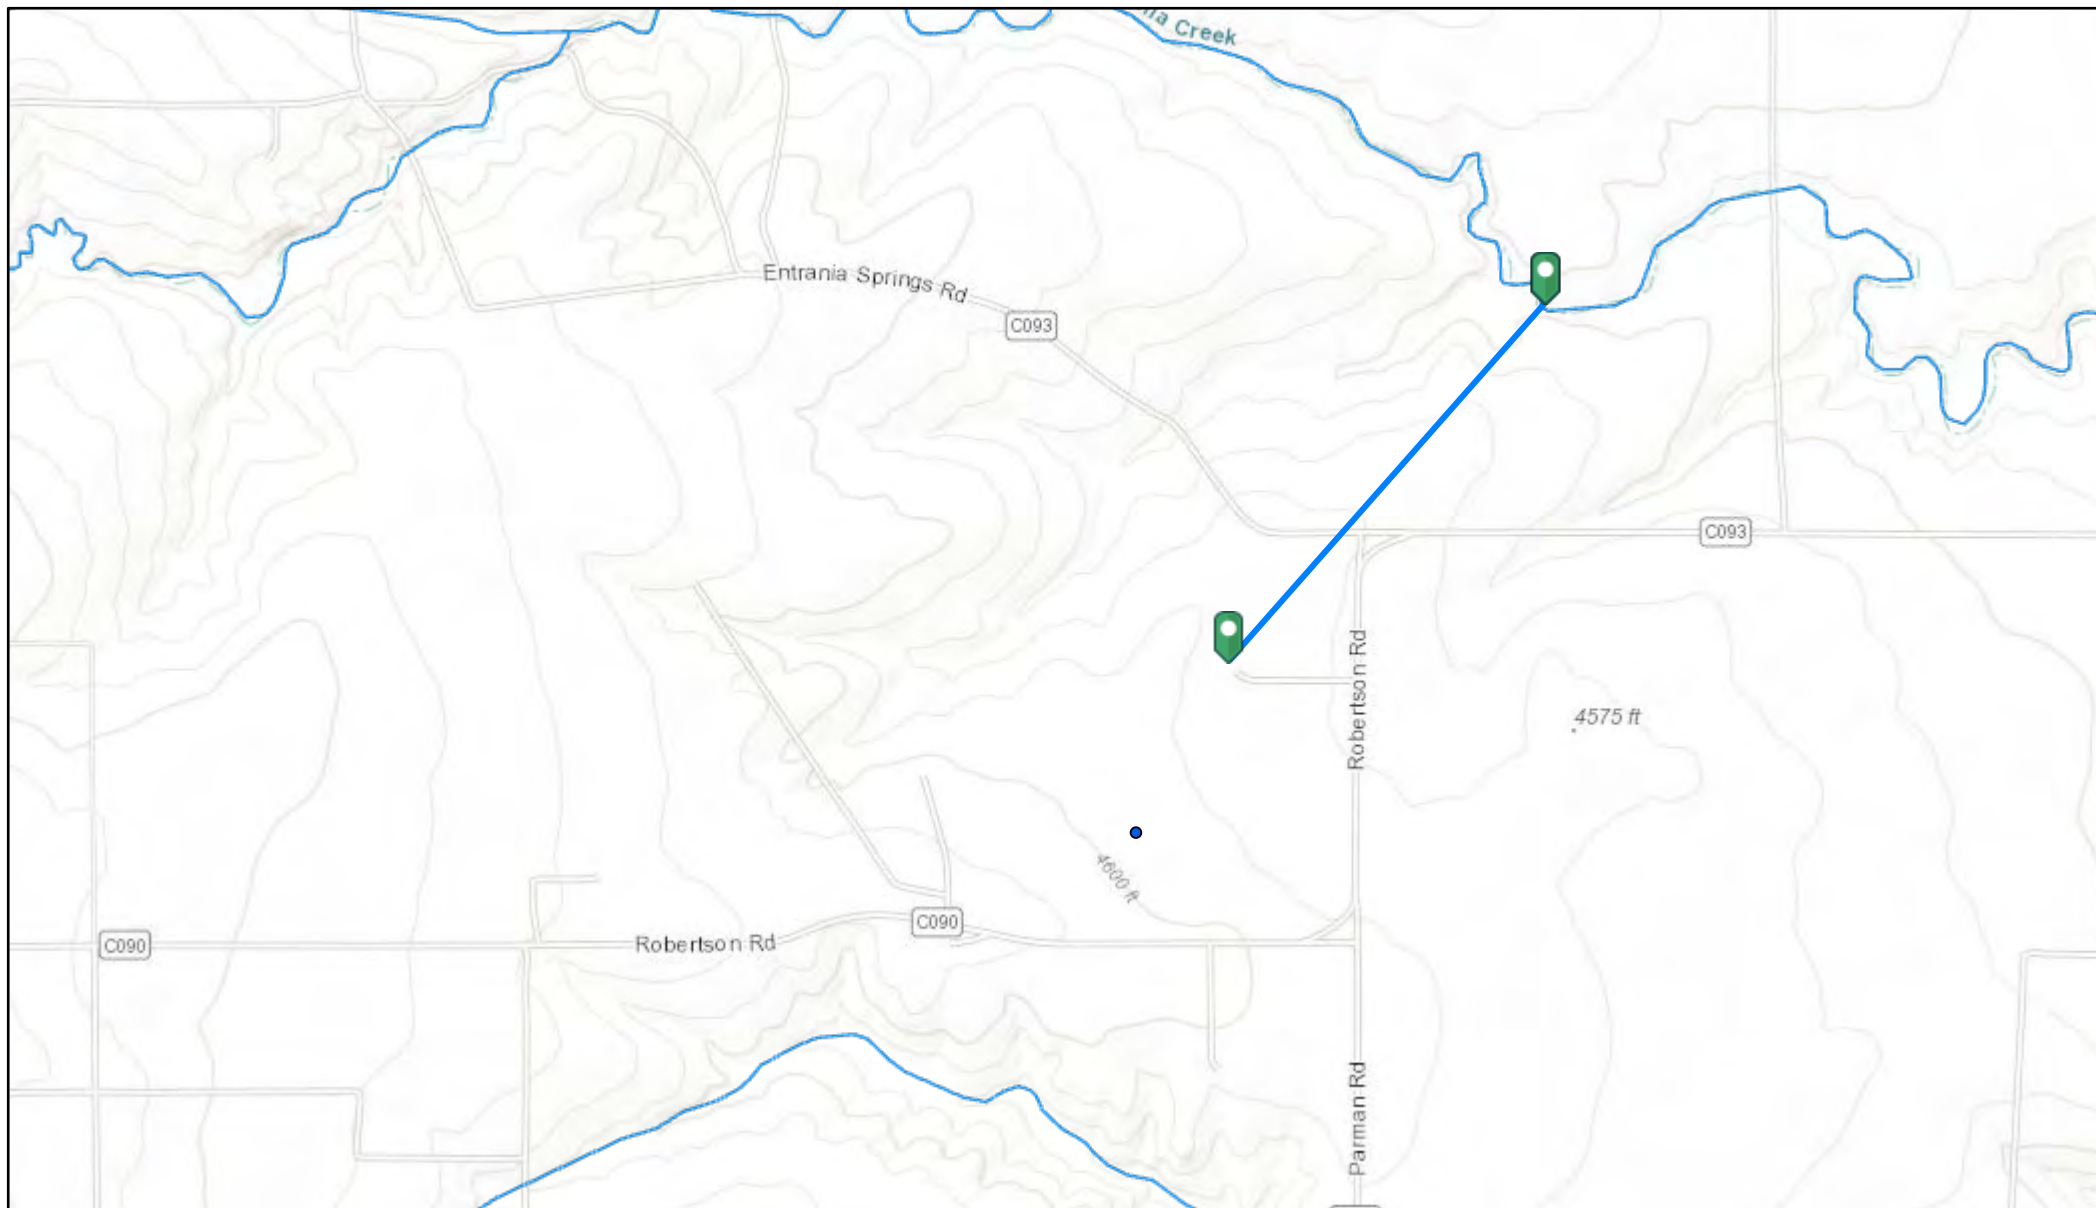 Creek
Entrania Springs Rd
C093
C093
Robertson Rd
4575 ft
4600 ft
C090
C090
Robertson Rd
Parman Rd